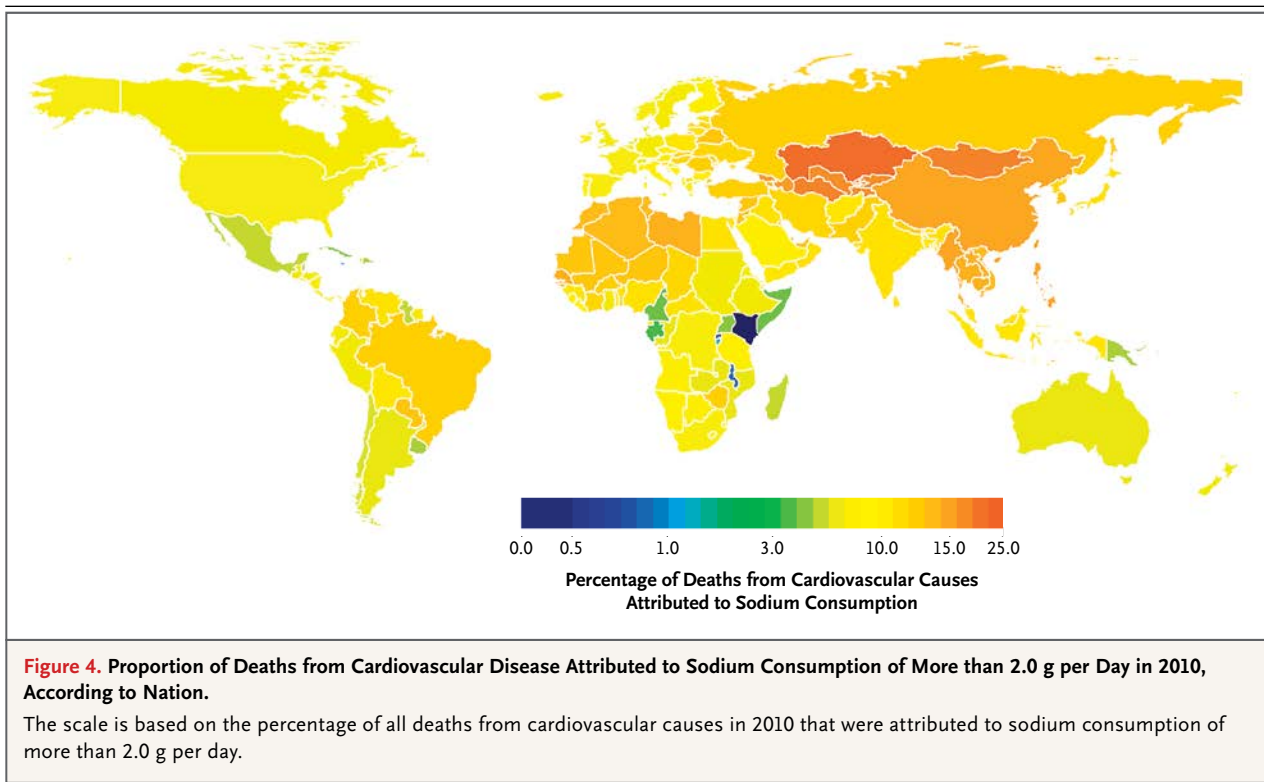 0.0 0.5 1.0 3.0 10.0 15.0 25.0
Percentage of Deaths from Cardiovascular Causes
Attributed to Sodium Consumption
Figure 4. Proportion of Deaths from Cardiovascular Disease Attributed to Sodium Consumption of More than 2.0 g per Day in 2010,
According to Nation.
The scale is based on the percentage of all deaths from cardiovascular causes in 2010 that were attributed to sodium consumption of
more than 2.0 g per day.